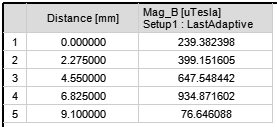 Distance [mm] Mag_B [uTesla]
Setup1 : LastAdaptive
1 0.000000 239.382398
2 2.275000 399.151605
3 4.550000 647.548442
4 6.825000 934.871602
5 9.100000 76.646088